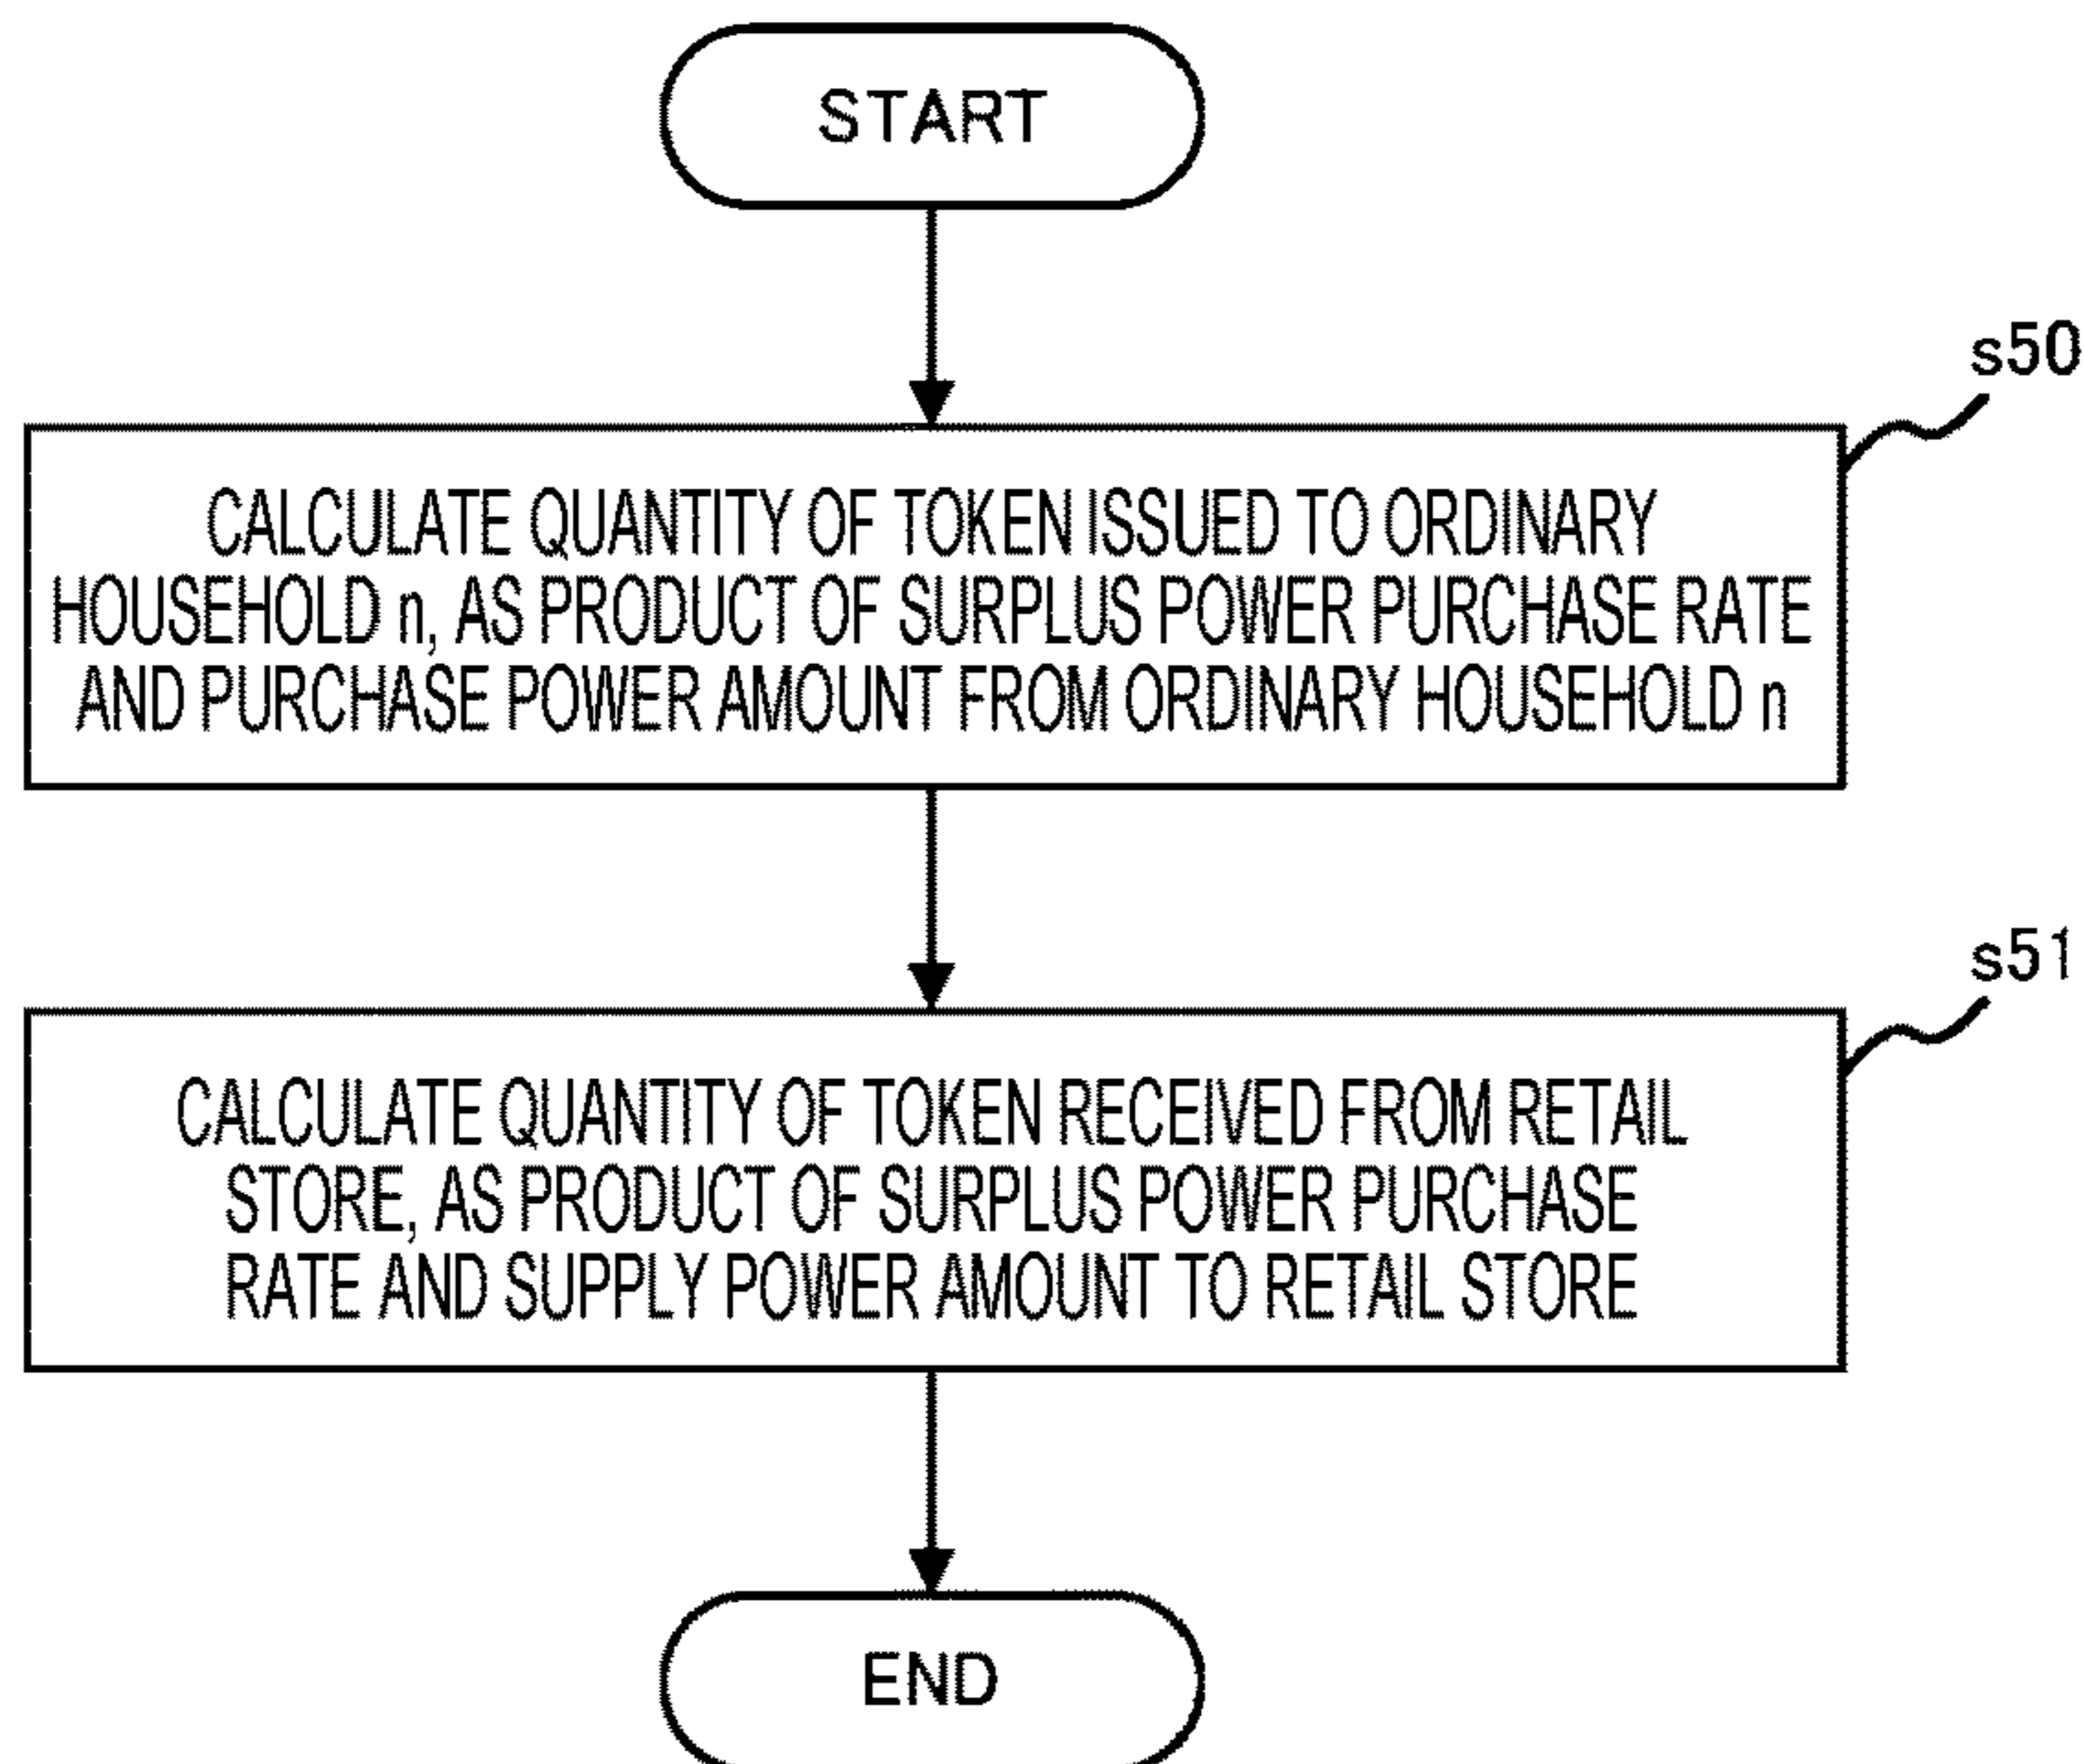 START
s50
CALCULATE QUANTITY OF TOKEN ISSUED TO ORDINARY
HOUSEHOLD n, AS PRODUCT OF SURPLUS POWER PURCHASE RATE
AND PURCHASE POWER AMOUNT FROM ORDINARY HOUSEHOLD n
s51
CALCULATE QUANTITY OF TOKEN RECEIVED FROM RETAIL
STORE, AS PRODUCT OF SURPLUS POWER PURCHASE
RATE AND SUPPLY POWER AMOUNT TO RETAIL STORE
END